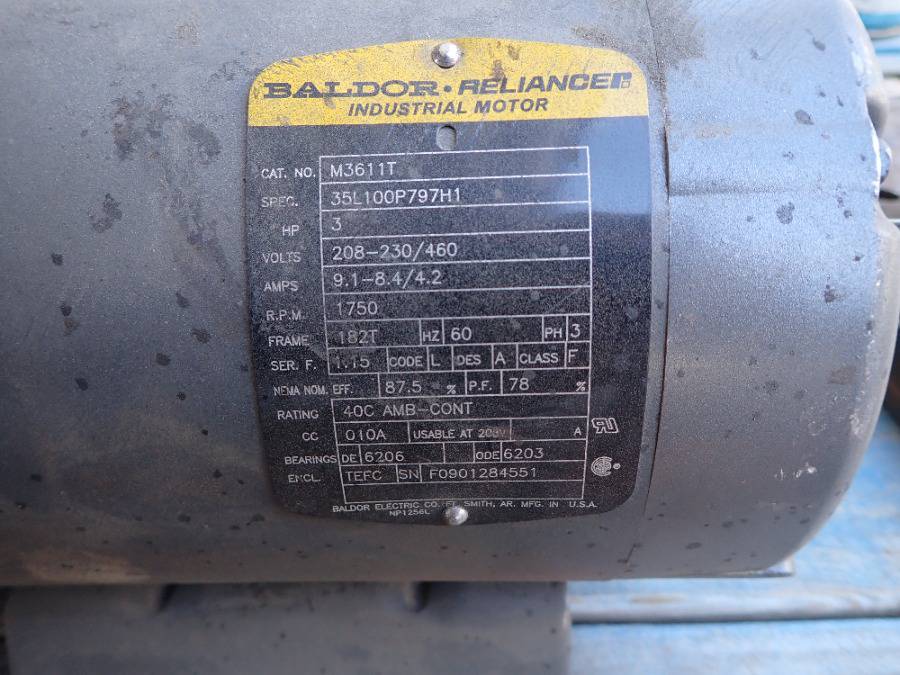 BALDOR • RELIANCER
INDUSTRIAL MOTOR
CAT. NO. M3611T
SPEC. 35L100P797H1
HP 3
VOLTS 208-230/460
AMPS 9.1-8.4/4.2
R.P.M 1750
FRAME 182T HZ 60 PH 3
SER. F. 1.15 CODE L DES A CLASS F
NEMA NOM. EFF. 87.5 % P.F. 78 %
RATING 40C AMB-CONT
CC 010A USABLE AT 208V A
BEARINGS DE 6206 ODE 6203
ENCL. TEFC SN F0901284551
BALDOR ELECTRIC CO. FT. SMITH, AR. MFG. IN U.S.A.
NP1256L